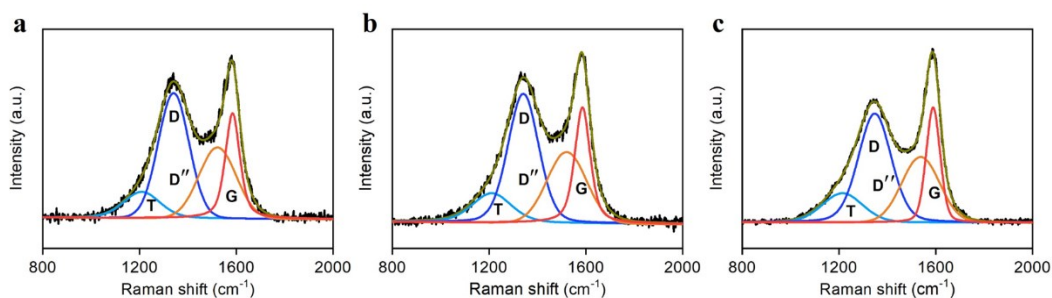 a
Intensity (a.u.)
D
D″
T
G
800 1200 1600 2000
Raman shift (cm⁻¹)
b
Intensity (a.u.)
D
D″
T
G
800 1200 1600 2000
Raman shift (cm⁻¹)
c
Intensity (a.u.)
D
D″
T
G
800 1200 1600 2000
Raman shift (cm⁻¹)